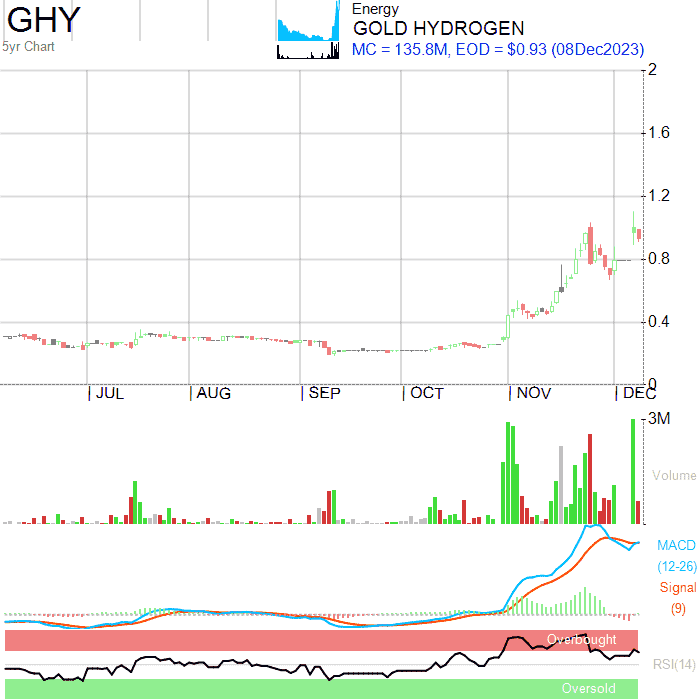 GHY
5yr Chart
Energy
GOLD HYDROGEN
MC = 135.8M, EOD = $0.93 (08Dec2023)
2
1.6
1.2
0.8
0.4
0
JUL AUG SEP OCT NOV DEC
3M
Volume
MACD
(12-26)
Signal
(9)
Overbought
RSI(14)
Oversold